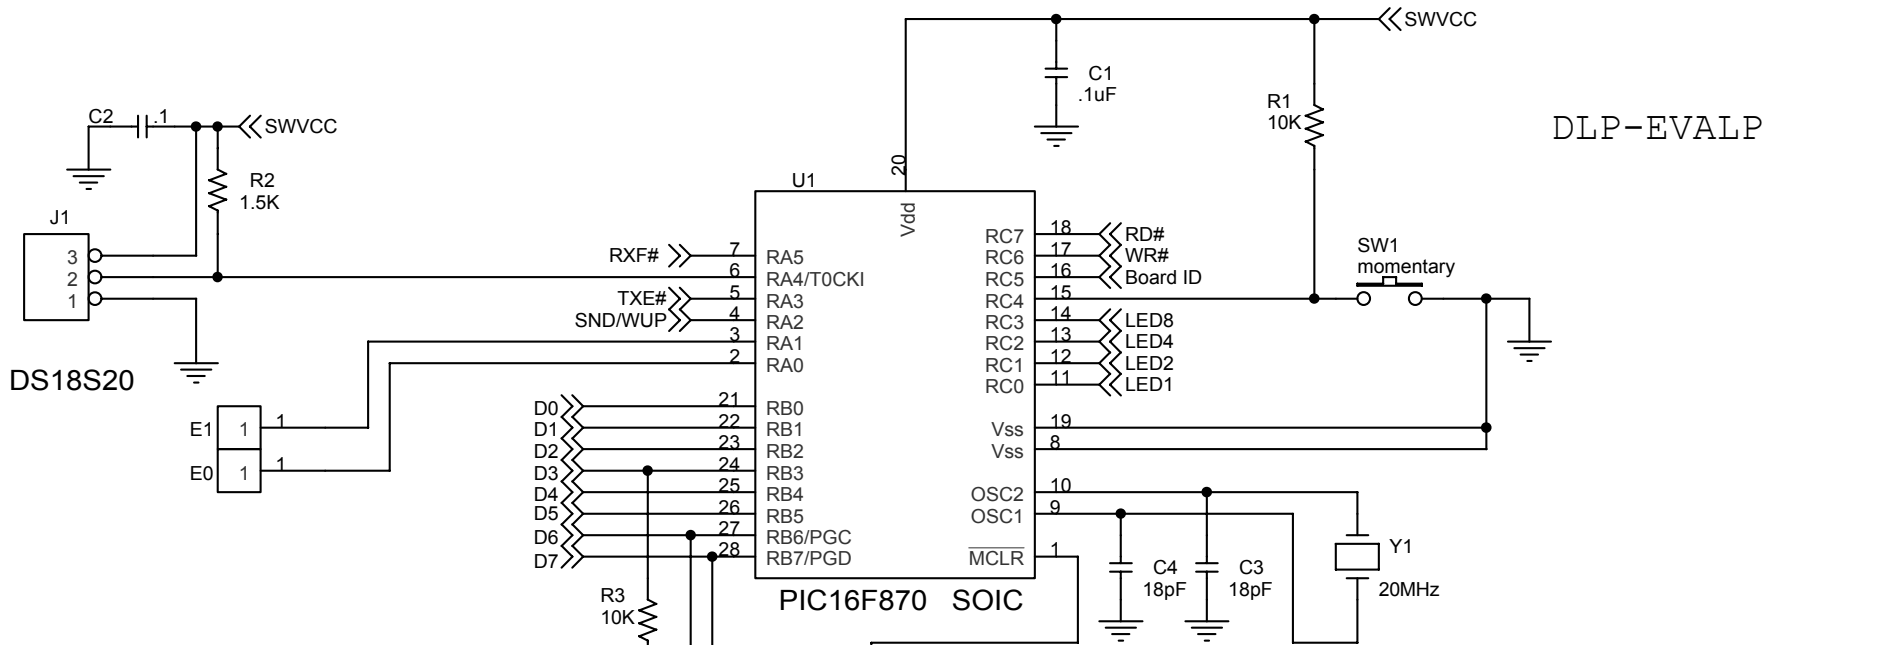 SWVCC
C1
.1uF
R1
10K
DLP-EVALP
C2
.1
SWVCC
R2
1.5K
J1
3
2
1
DS18S20
U1
20
Vdd
RXF#
7
RA5
6
RA4/T0CKI
TXE#
5
RA3
SND/WUP
4
RA2
3
RA1
2
RA0
E1
1
1
E0
1
1
D0
21
RB0
D1
22
RB1
D2
23
RB2
D3
24
RB3
D4
25
RB4
D5
26
RB5
D6
27
RB6/PGC
D7
28
RB7/PGD
R3
10K
RC7
18
RD#
RC6
17
WR#
RC5
16
Board ID
RC4
15
RC3
14
LED8
RC2
13
LED4
RC1
12
LED2
RC0
11
LED1
Vss
19
Vss
8
OSC2
10
OSC1
9
MCLR
1
SW1
momentary
C4
18pF
C3
18pF
Y1
20MHz
PIC16F870 SOIC